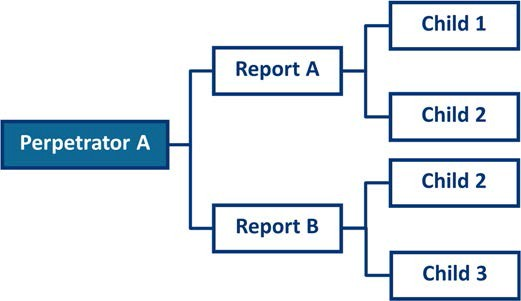 Perpetrator A
Report A
Child 1
Child 2
Report B
Child 2
Child 3